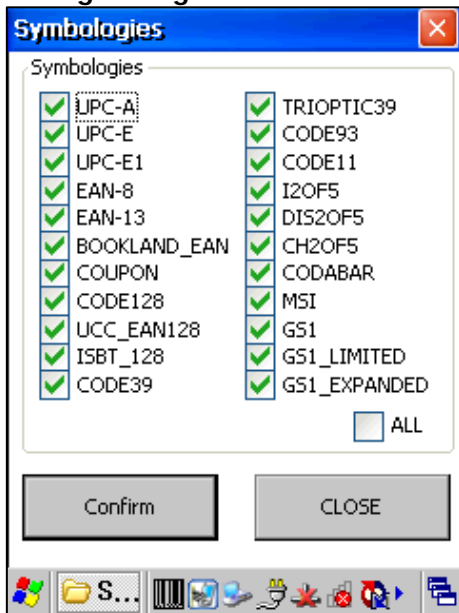 Symbologies
Symbologies
UPC-A
UPC-E
UPC-E1
EAN-8
EAN-13
BOOKLAND_EAN
COUPON
CODE128
UCC_EAN128
ISBT_128
CODE39
TRIOPTIC39
CODE93
CODE11
I2OF5
DIS2OF5
CH2OF5
CODABAR
MSI
GS1
GS1_LIMITED
GS1_EXPANDED
ALL
Confirm
CLOSE
S...